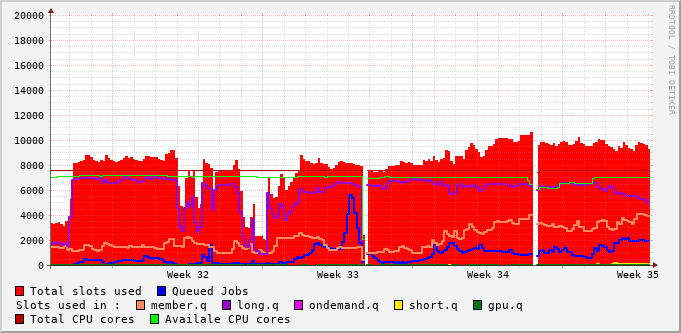 20000
18000
16000
14000
12000
10000
8000
6000
4000
2000
0
Week 32 Week 33 Week 34 Week 35
Total slots used Queued Jobs
Slots used in : member.q long.q ondemand.q short.q gpu.q
Total CPU cores Availale CPU cores
RRDTOOL / TOBI OETIKER